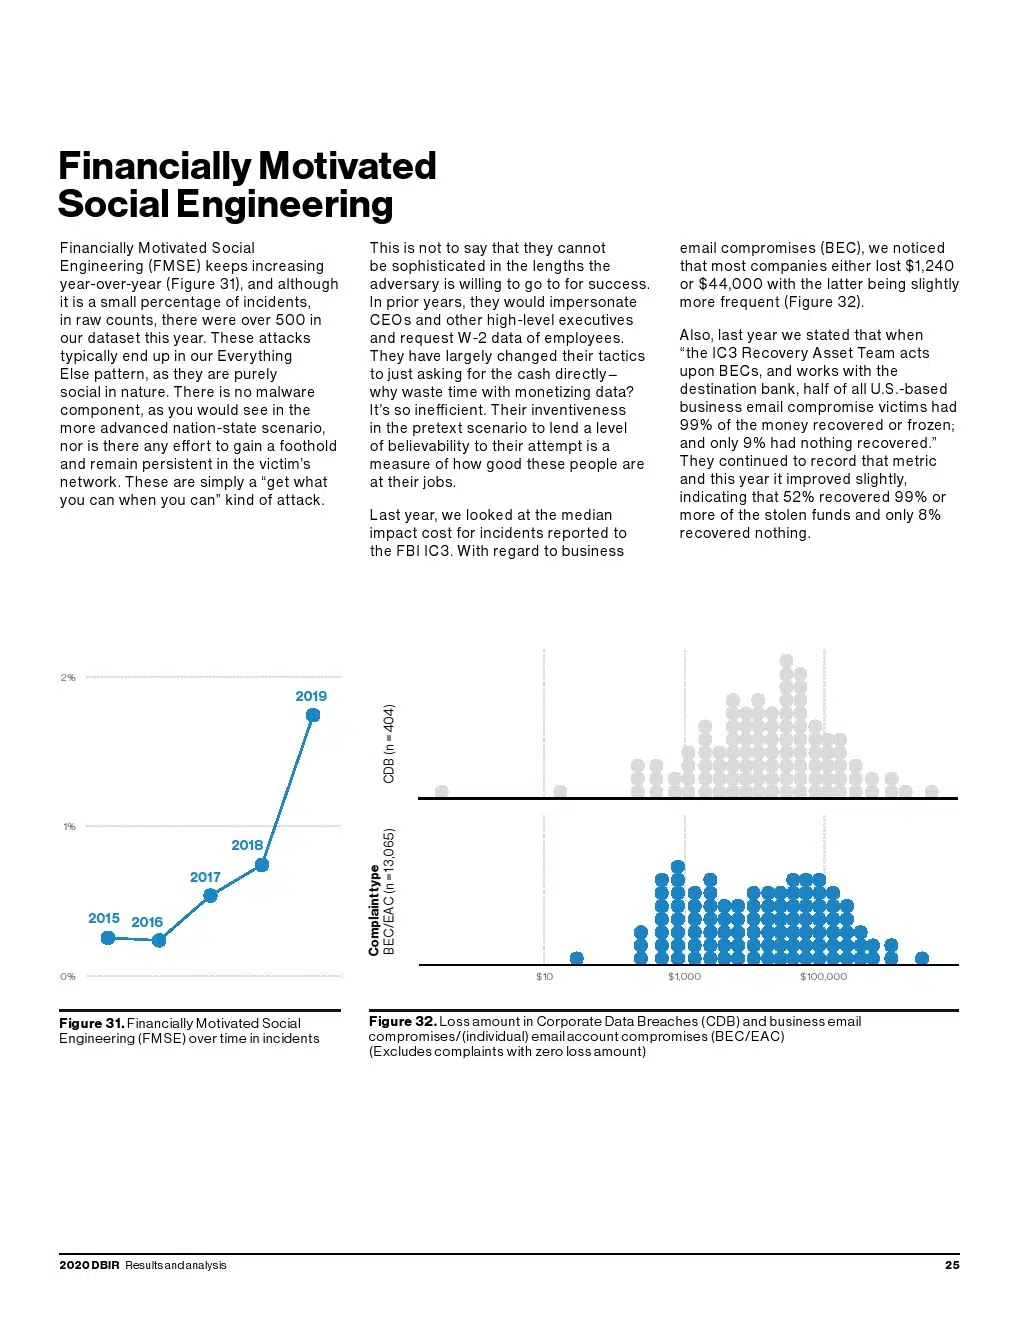 Financially Motivated
Social Engineering
Financially Motivated Social
Engineering (FMSE) keeps increasing
year-over-year (Figure 31), and although
it is a small percentage of incidents,
in raw counts, there were over 500 in
our dataset this year. These attacks
typically end up in our Everything
Else pattern, as they are purely
social in nature. There is no malware
component, as you would see in the
more advanced nation-state scenario,
nor is there any effort to gain a foothold
and remain persistent in the victim’s
network. These are simply a “get what
you can when you can” kind of attack.
This is not to say that they cannot
be sophisticated in the lengths the
adversary is willing to go to for success.
In prior years, they would impersonate
CEOs and other high-level executives
and request W-2 data of employees.
They have largely changed their tactics
to just asking for the cash directly—
why waste time with monetizing data?
It’s so inefficient. Their inventiveness
in the pretext scenario to lend a level
of believability to their attempt is a
measure of how good these people are
at their jobs.
Last year, we looked at the median
impact cost for incidents reported to
the FBI IC3. With regard to business
email compromises (BEC), we noticed
that most companies either lost $1,240
or $44,000 with the latter being slightly
more frequent (Figure 32).
Also, last year we stated that when
“the IC3 Recovery Asset Team acts
upon BECs, and works with the
destination bank, half of all U.S.-based
business email compromise victims had
99% of the money recovered or frozen;
and only 9% had nothing recovered.”
They continued to record that metric
and this year it improved slightly,
indicating that 52% recovered 99% or
more of the stolen funds and only 8%
recovered nothing.
2%
1%
0%
2015
2016
2017
2018
2019
Figure 31. Financially Motivated Social
Engineering (FMSE) over time in incidents
CDB (n = 404)
Complaint type
BEC/EAC (n =13,065)
$10
$1,000
$100,000
Figure 32. Loss amount in Corporate Data Breaches (CDB) and business email
compromises/(individual) email account compromises (BEC/EAC)
(Excludes complaints with zero loss amount)
2020 DBIR Results and analysis
25